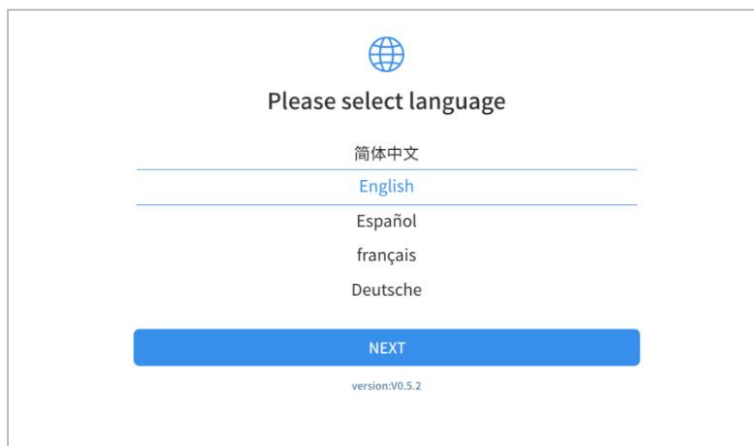 Please select language
简体中文
English
Español
français
Deutsche
NEXT
version:V0.5.2